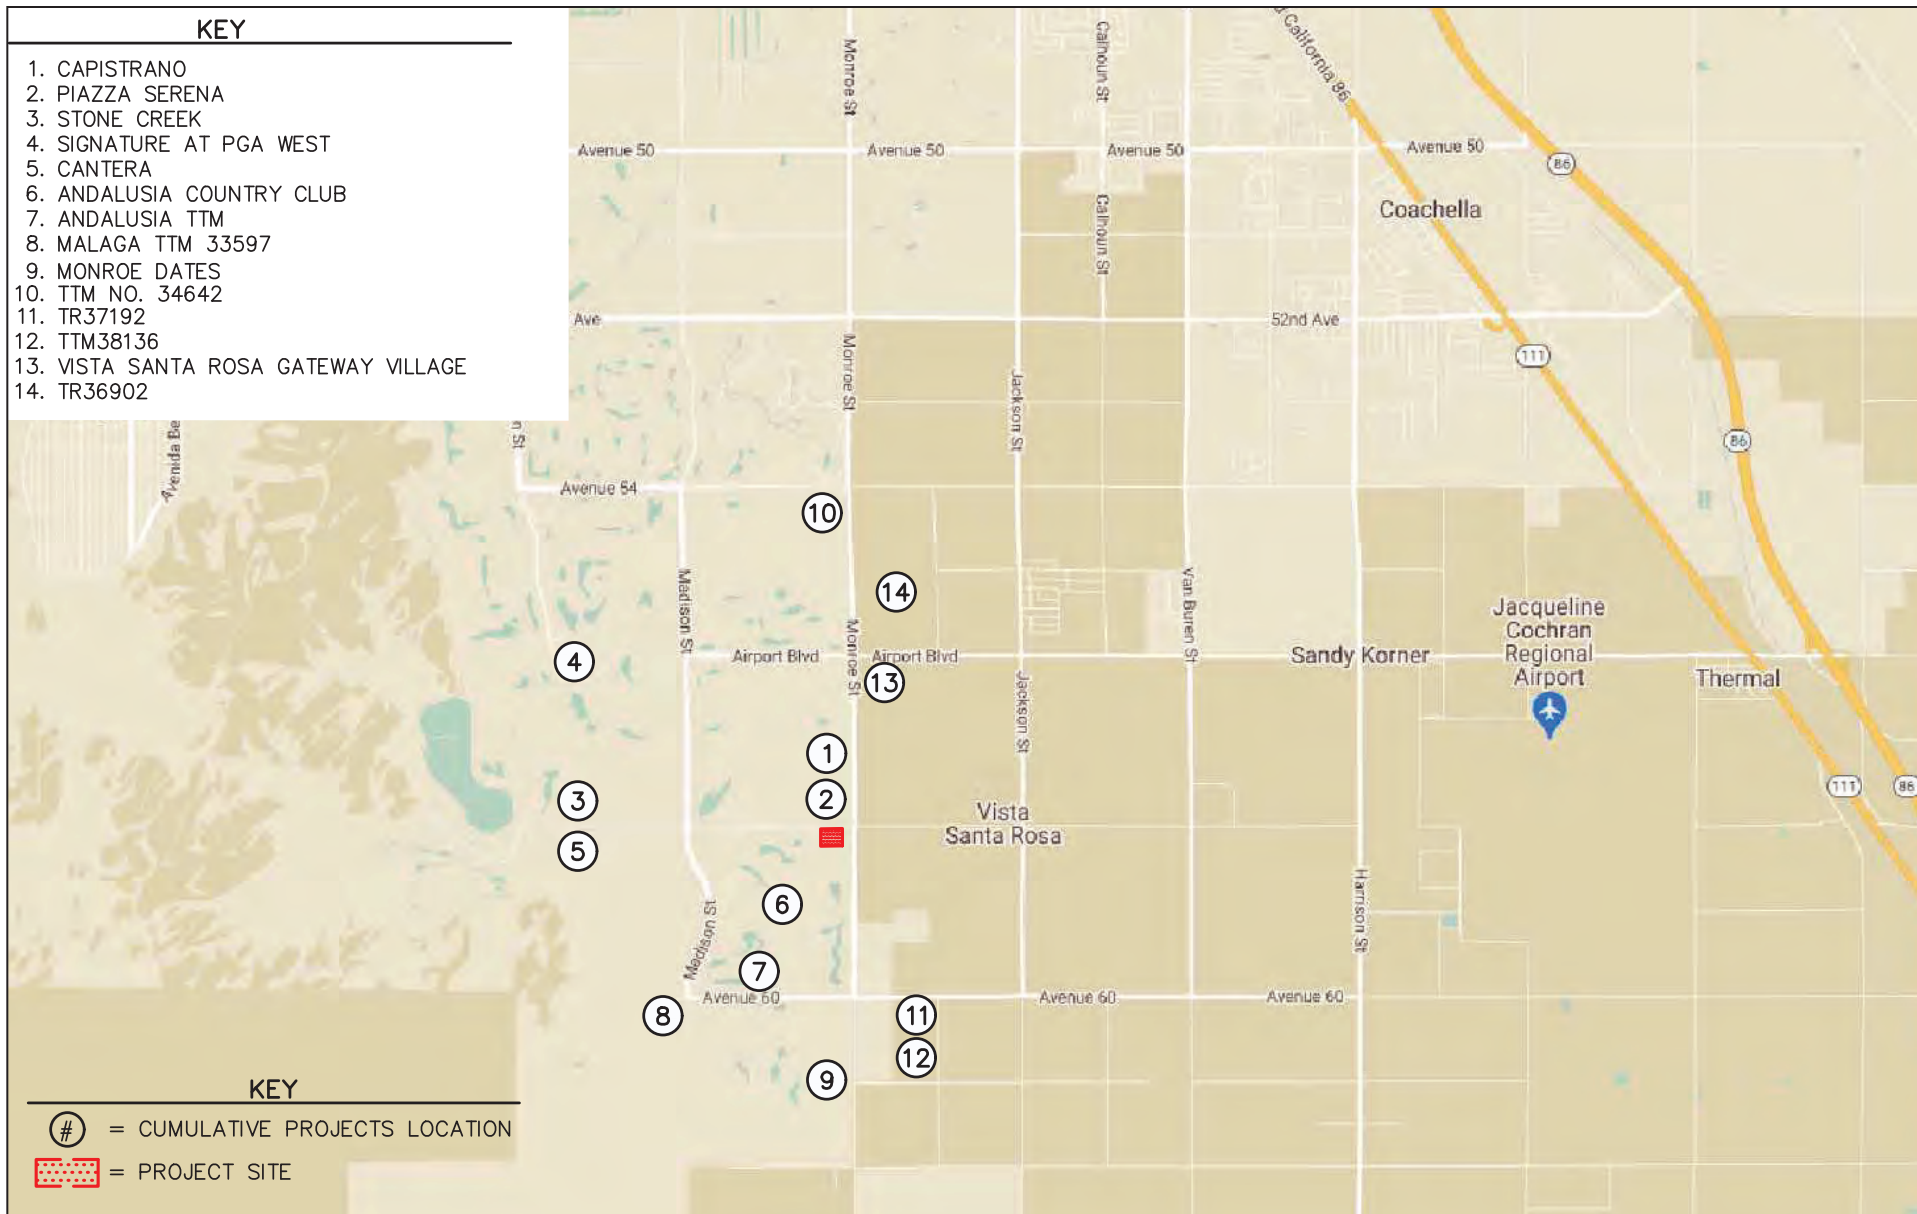 KEY
1. CAPISTRANO
2. PIAZZA SERENA
3. STONE CREEK
4. SIGNATURE AT PGA WEST
5. CANTERA
6. ANDALUSIA COUNTRY CLUB
7. ANDALUSIA TTM
8. MALAGA TTM 33597
9. MONROE DATES
10. TTM NO. 34642
11. TR37192
12. TTM38136
13. VISTA SANTA ROSA GATEWAY VILLAGE
14. TR36902
Monroe St
Calhoun St
California 86
Avenue 50
Avenue 50
Avenue 50
Avenue 50
86
Coachella
Calhoun St
Ave
52nd Ave
Monroe St
111
Jackson St
Avenida Be
n St
86
Avenue 54
10
Madison St
14
Van Buren St
Jacqueline
Cochran
Regional
Airport
4
Airport Blvd
Monroe St
Airport Blvd
Sandy Korner
Thermal
13
Jackson St
1
3
2
111
86
Vista
Santa Rosa
5
6
Harrison St
Madison St
7
Avenue 60
Avenue 60
Avenue 60
8
11
12
9
KEY
# = CUMULATIVE PROJECTS LOCATION
= PROJECT SITE